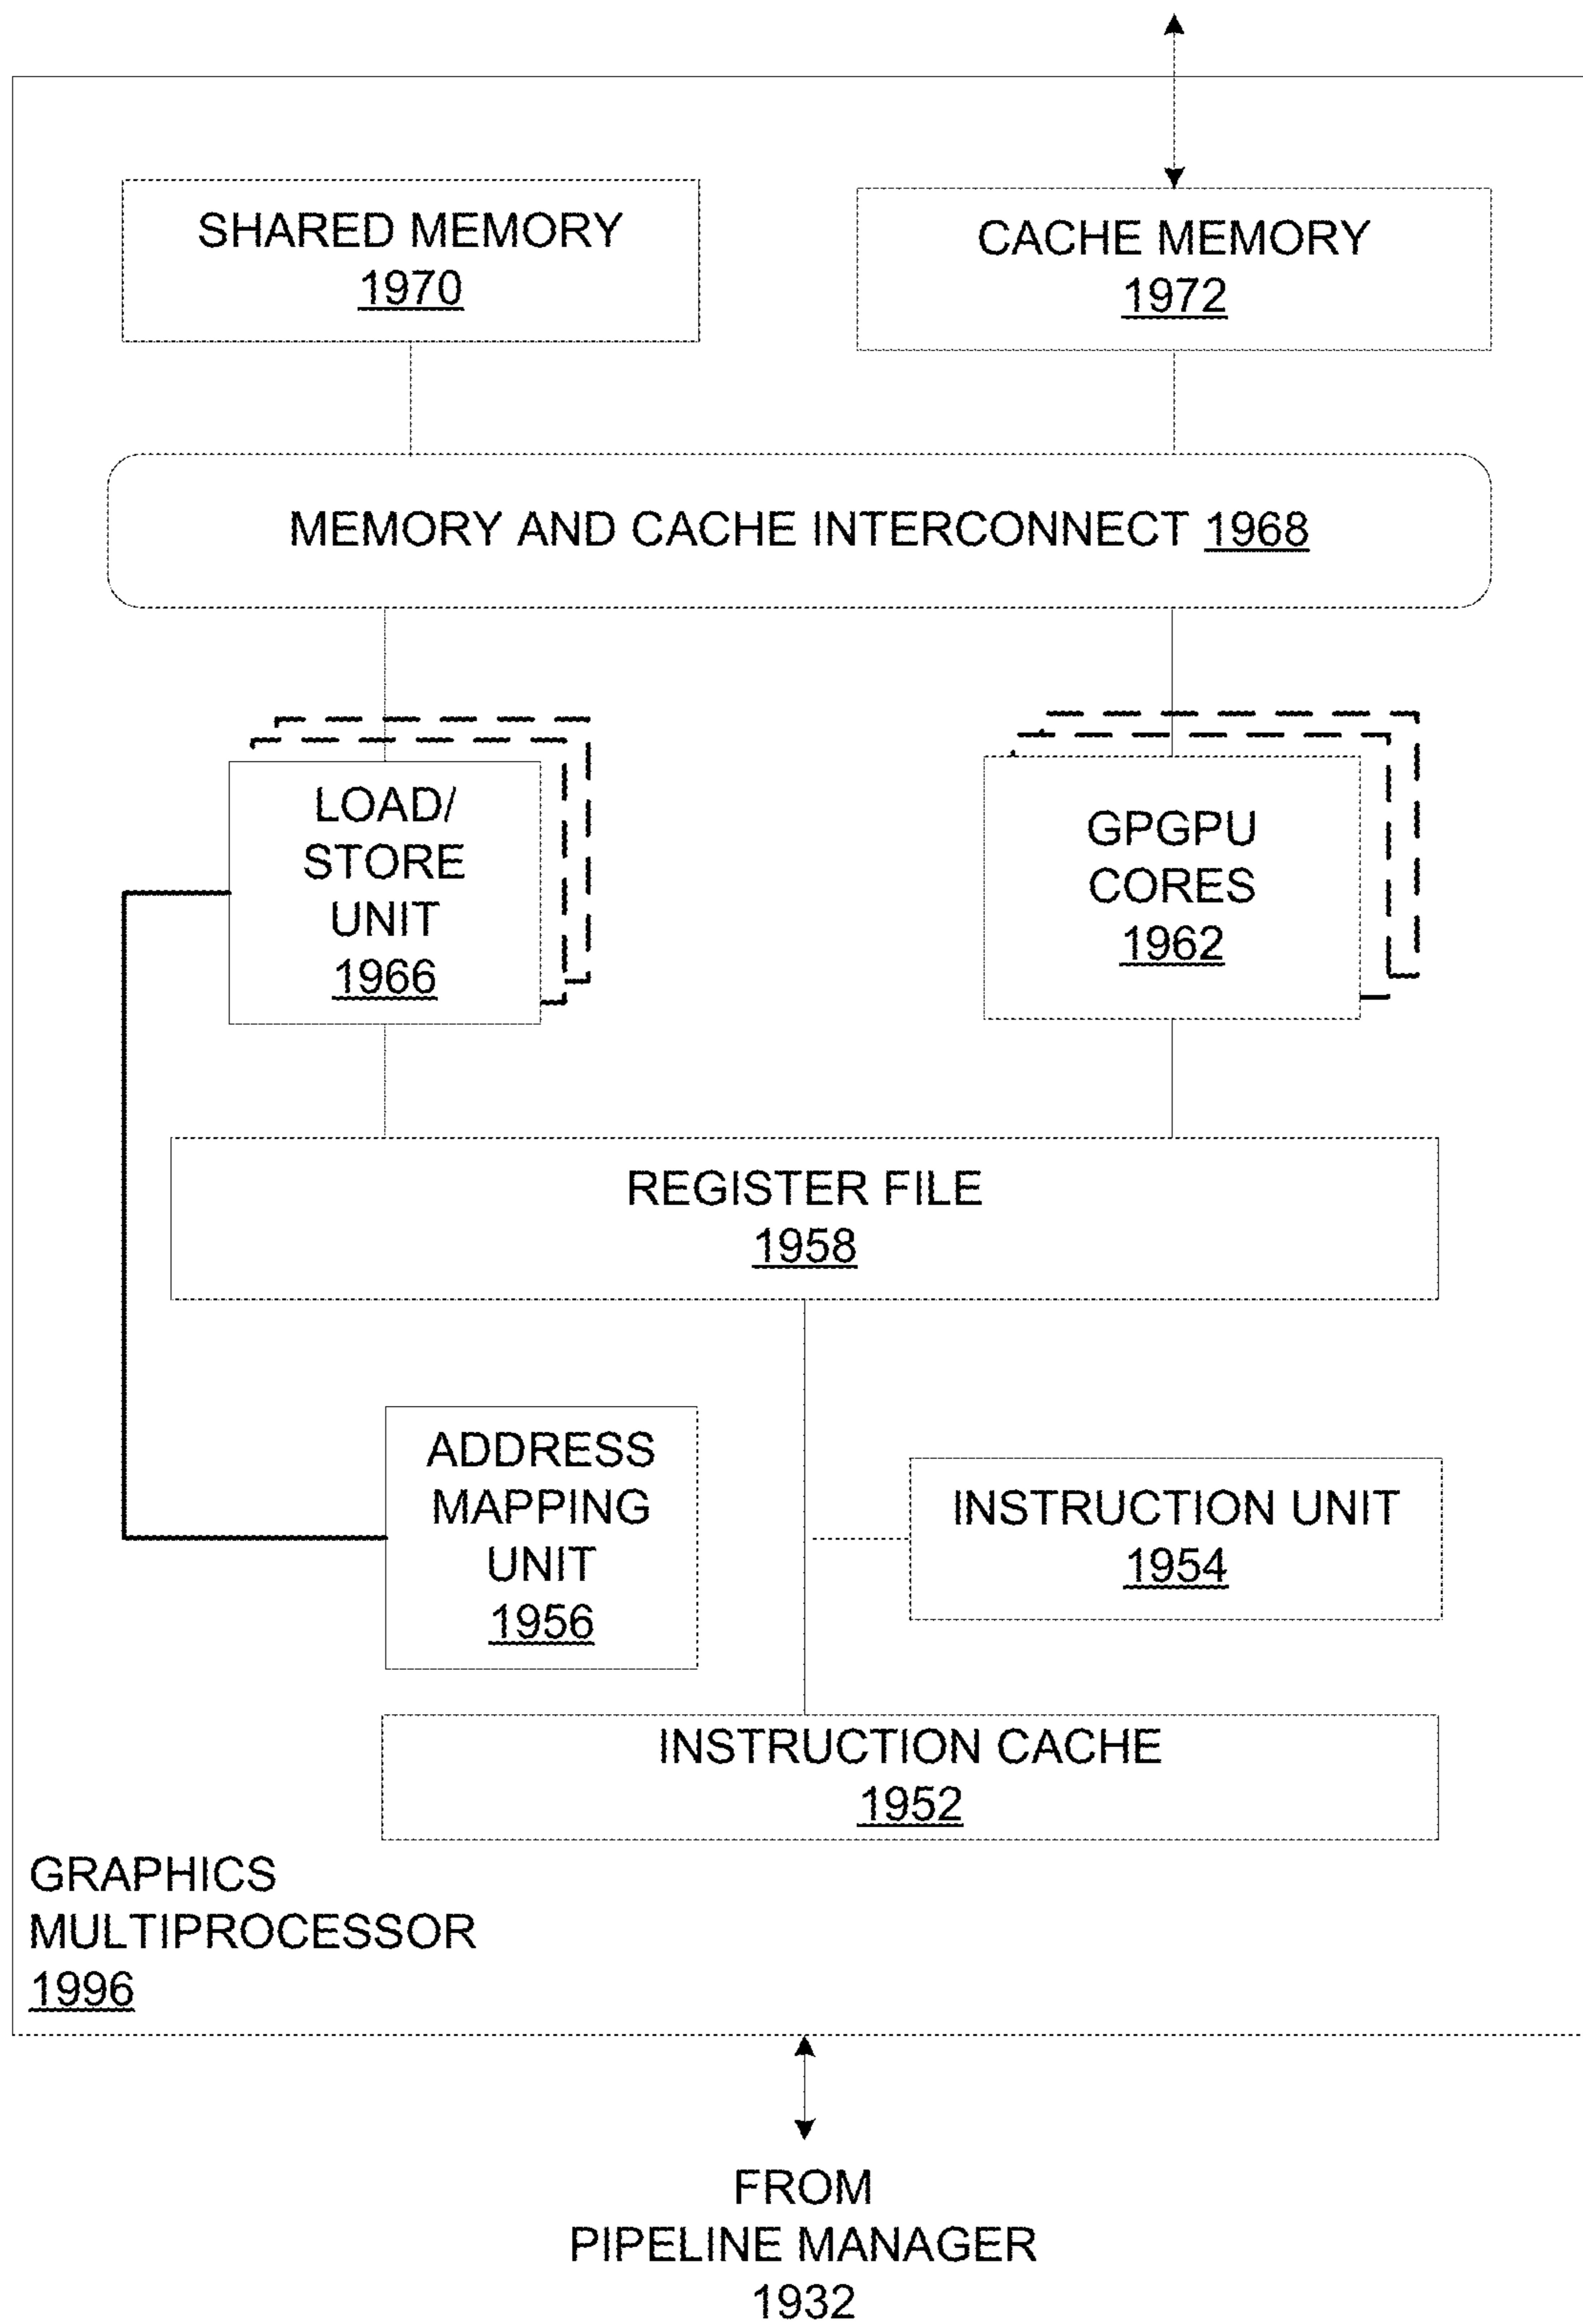 SHARED MEMORY
1970
CACHE MEMORY
1972
MEMORY AND CACHE INTERCONNECT 1968
LOAD/
STORE
UNIT
1966
GPGPU
CORES
1962
REGISTER FILE
1958
ADDRESS
MAPPING
UNIT
1956
INSTRUCTION UNIT
1954
INSTRUCTION CACHE
1952
GRAPHICS
MULTIPROCESSOR
1996
FROM
PIPELINE MANAGER
1932